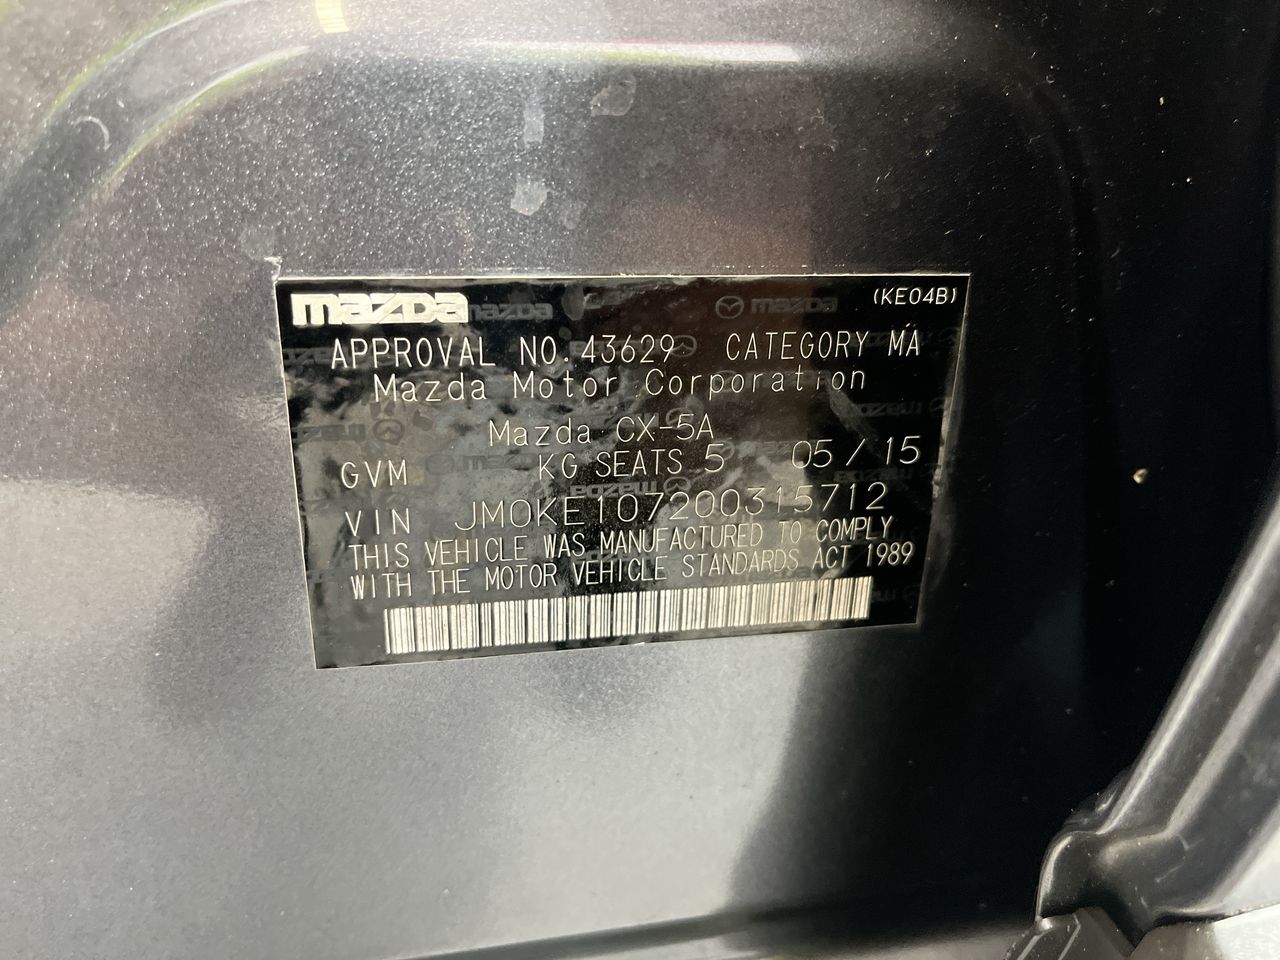 mazda (KE04B)
APPROVAL NO.43629 CATEGORY MA
Mazda Motor Corporation
Mazda CX-5A
GVM KG SEATS 5 05/15
VIN JM0KE107200315712
THIS VEHICLE WAS MANUFACTURED TO COMPLY
WITH THE MOTOR VEHICLE STANDARDS ACT 1989